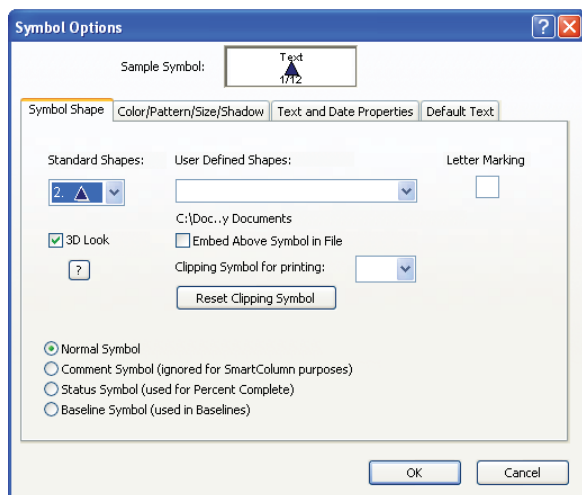 Symbol Options
?
Sample Symbol:
Text
1/12
Symbol Shape
Color/Pattern/Size/Shadow
Text and Date Properties
Default Text
Standard Shapes:
User Defined Shapes:
Letter Marking
2.
C:\Doc..y Documents
3D Look
Embed Above Symbol in File
?
Clipping Symbol for printing:
Reset Clipping Symbol
Normal Symbol
Comment Symbol (ignored for SmartColumn purposes)
Status Symbol (used for Percent Complete)
Baseline Symbol (used in Baselines)
OK
Cancel